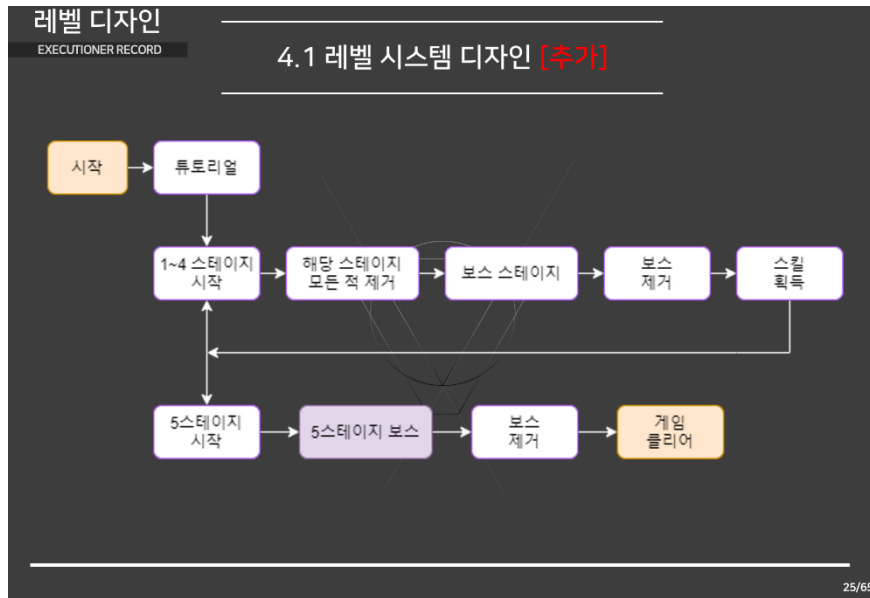 레벨 디자인
EXECUTIONER RECORD
4.1 레벨 시스템 디자인 [추가]
시작
튜토리얼
1~4 스테이지
시작
해당 스테이지
모든 적 제거
보스 스테이지
보스
제거
스킬
획득
5스테이지
시작
5스테이지 보스
보스
제거
게임
클리어
25/65